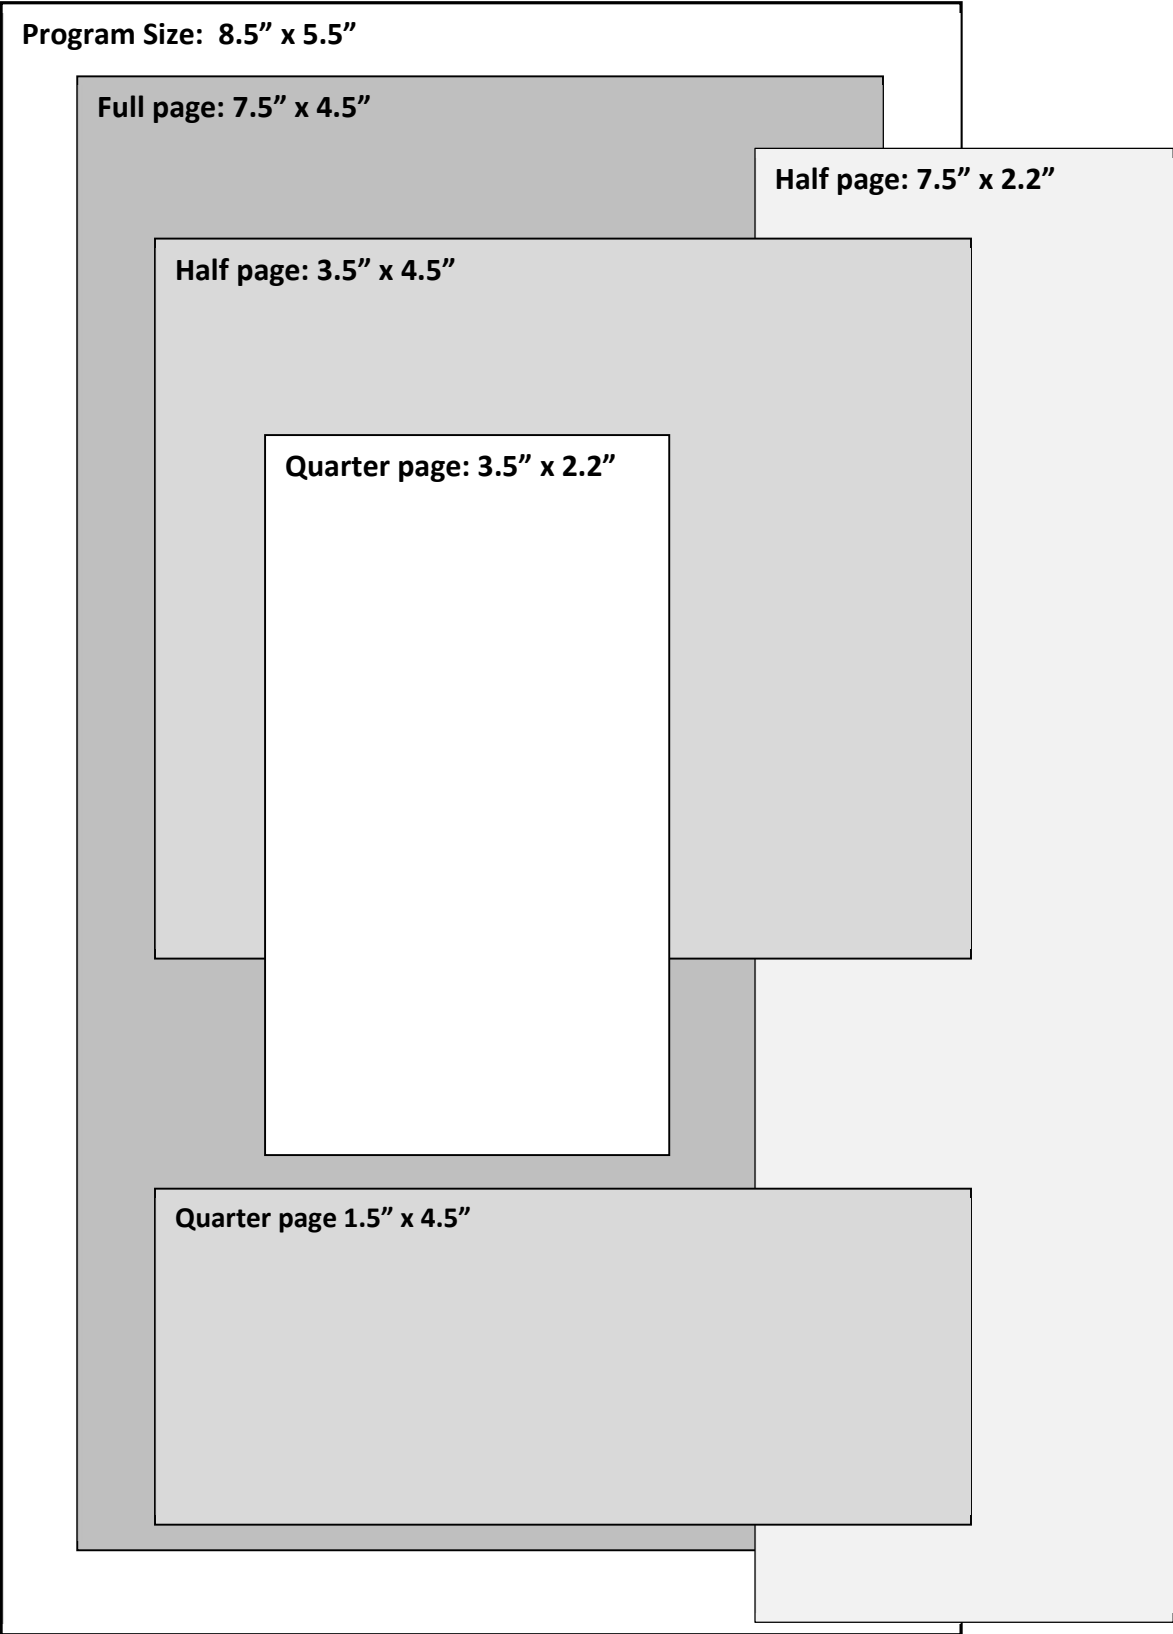 Program Size:  8.5” x 5.5”
Full page: 7.5” x 4.5”
Half page: 7.5” x 2.2”
Half page: 3.5” x 4.5”
Quarter page: 3.5” x 2.2”
Quarter page 1.5” x 4.5”